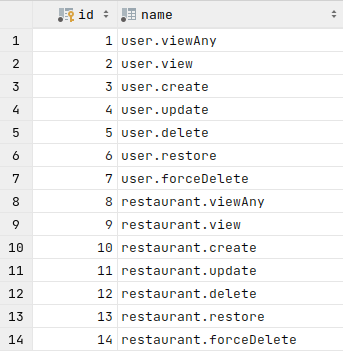 id name
1 1 user.viewAny
2 2 user.view
3 3 user.create
4 4 user.update
5 5 user.delete
6 6 user.restore
7 7 user.forceDelete
8 8 restaurant.viewAny
9 9 restaurant.view
10 10 restaurant.create
11 11 restaurant.update
12 12 restaurant.delete
13 13 restaurant.restore
14 14 restaurant.forceDelete